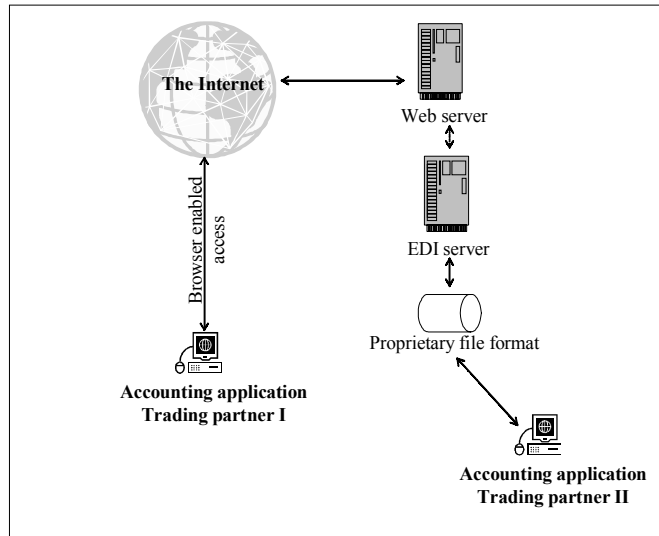 The Internet
Web server
EDI server
Browser enabled
access
Proprietary file format
Accounting application
Trading partner I
Accounting application
Trading partner II